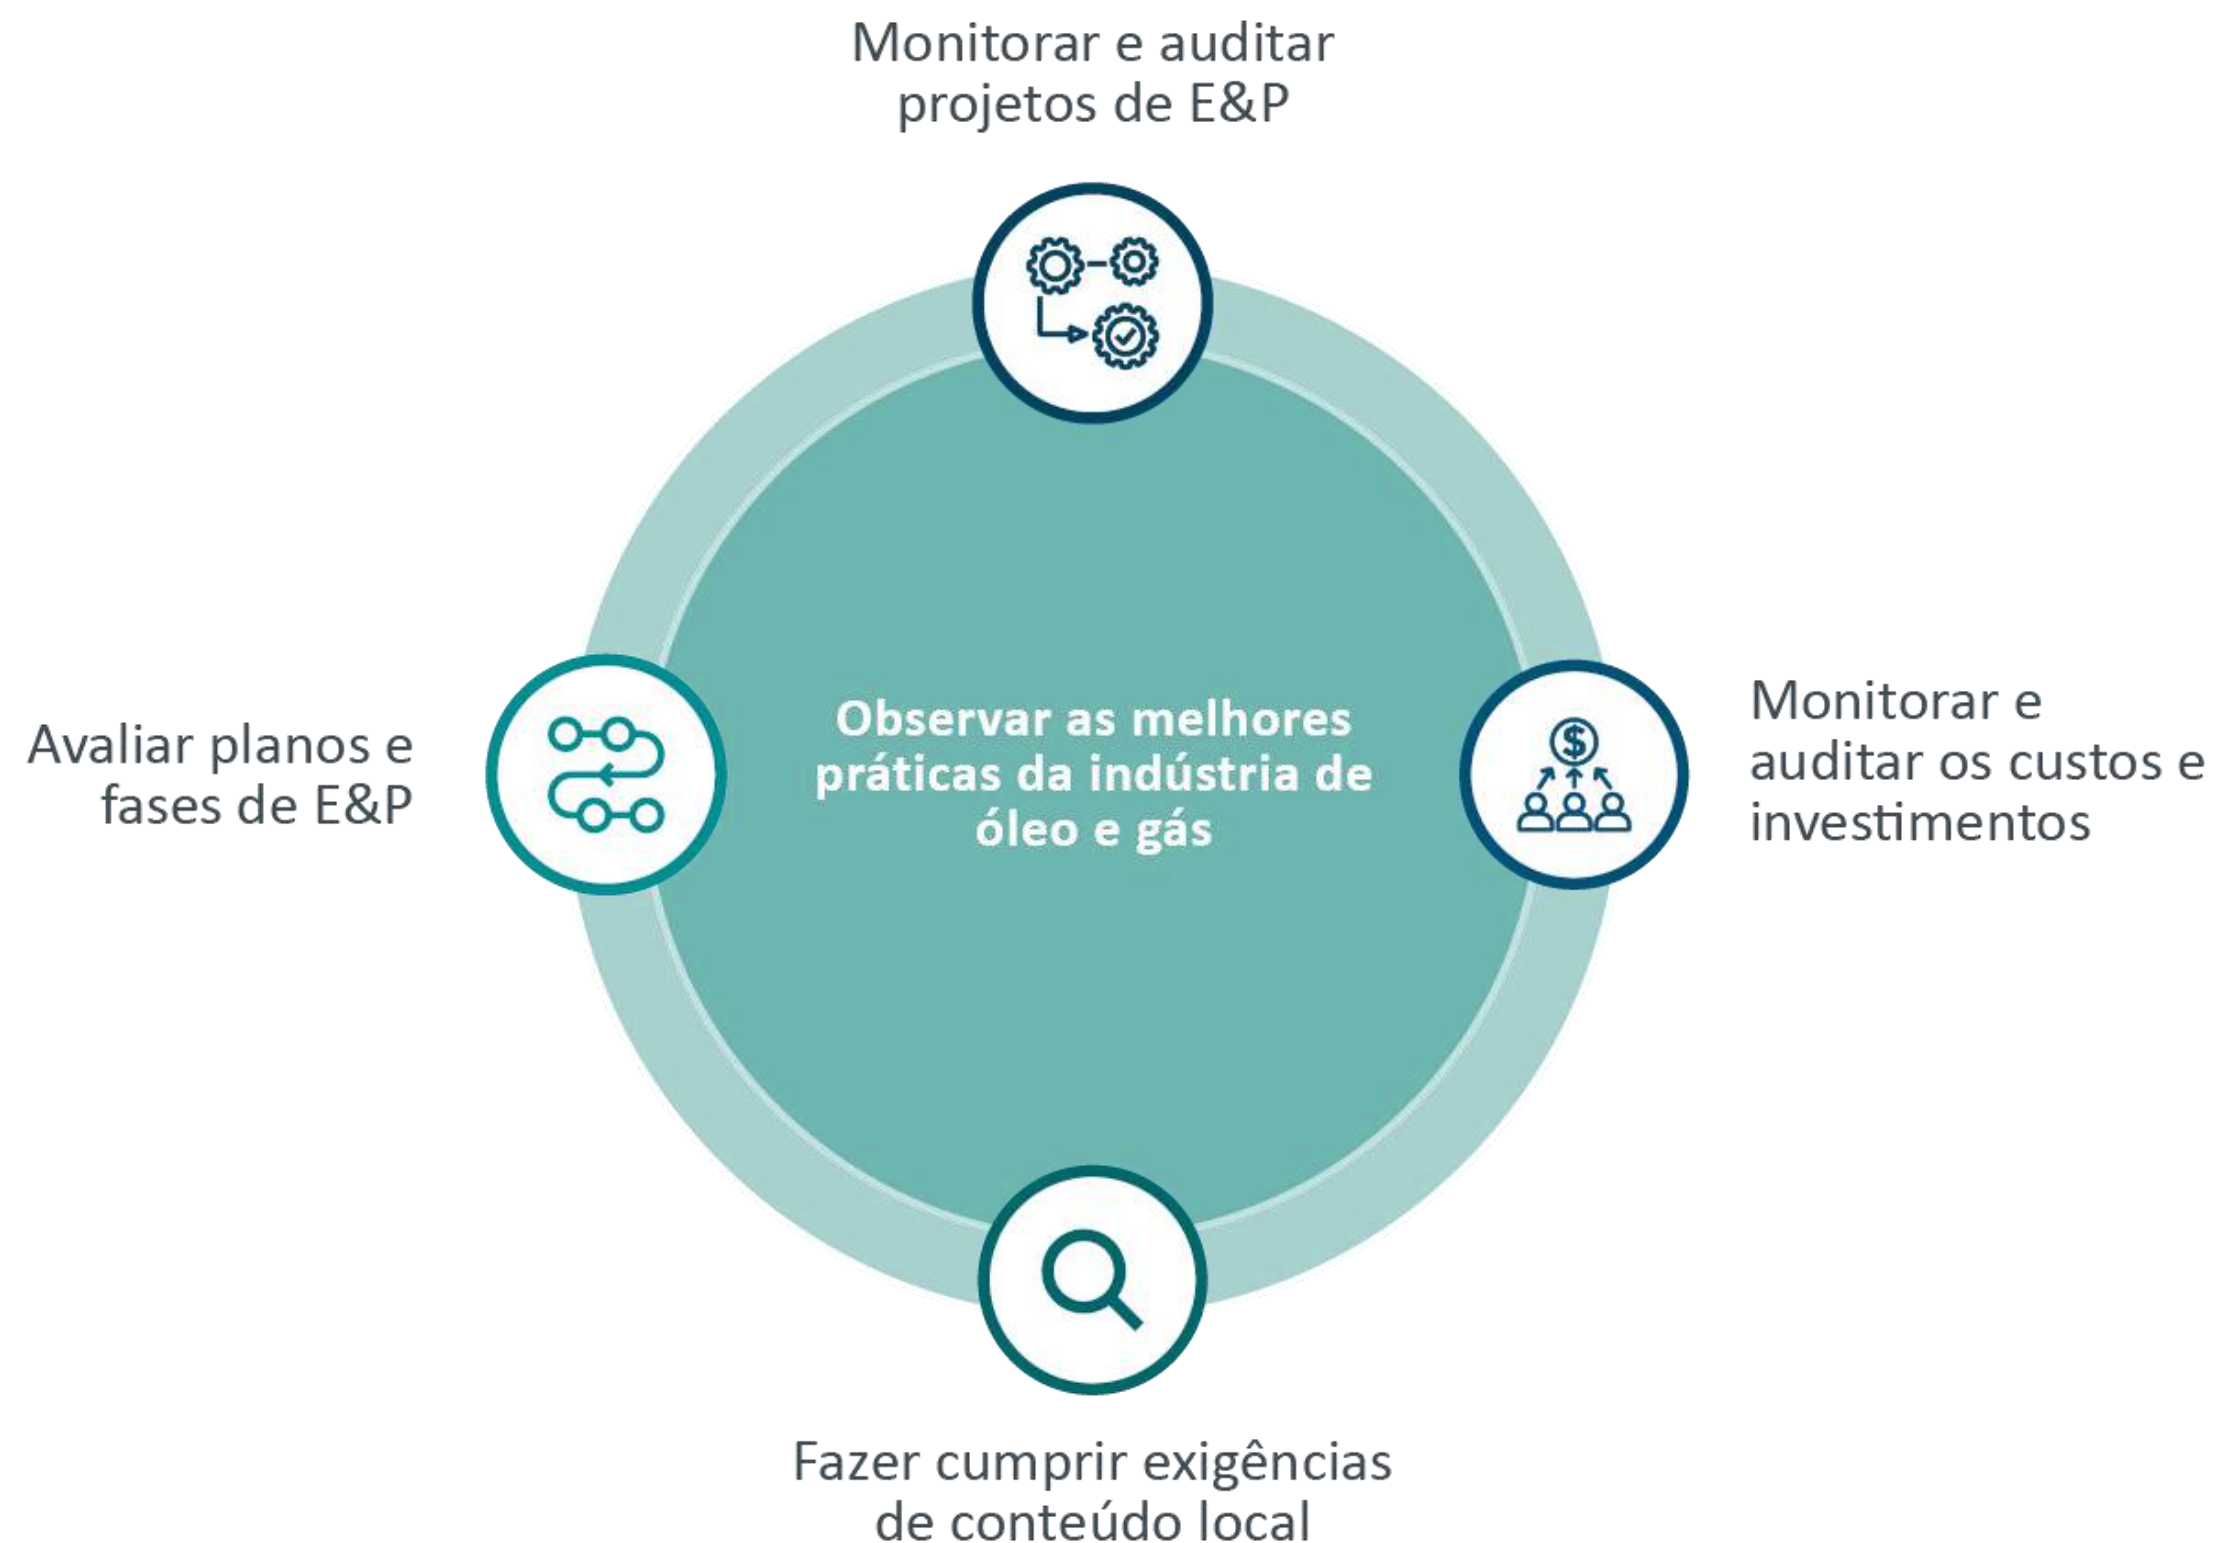 Monitorar e auditar
projetos de E&P
Avaliar planos e
fases de E&P
Observar as melhores
práticas da indústria de
óleo e gás
$
Monitorar e
auditar os custos e
investimentos
Fazer cumprir exigências
de conteúdo local